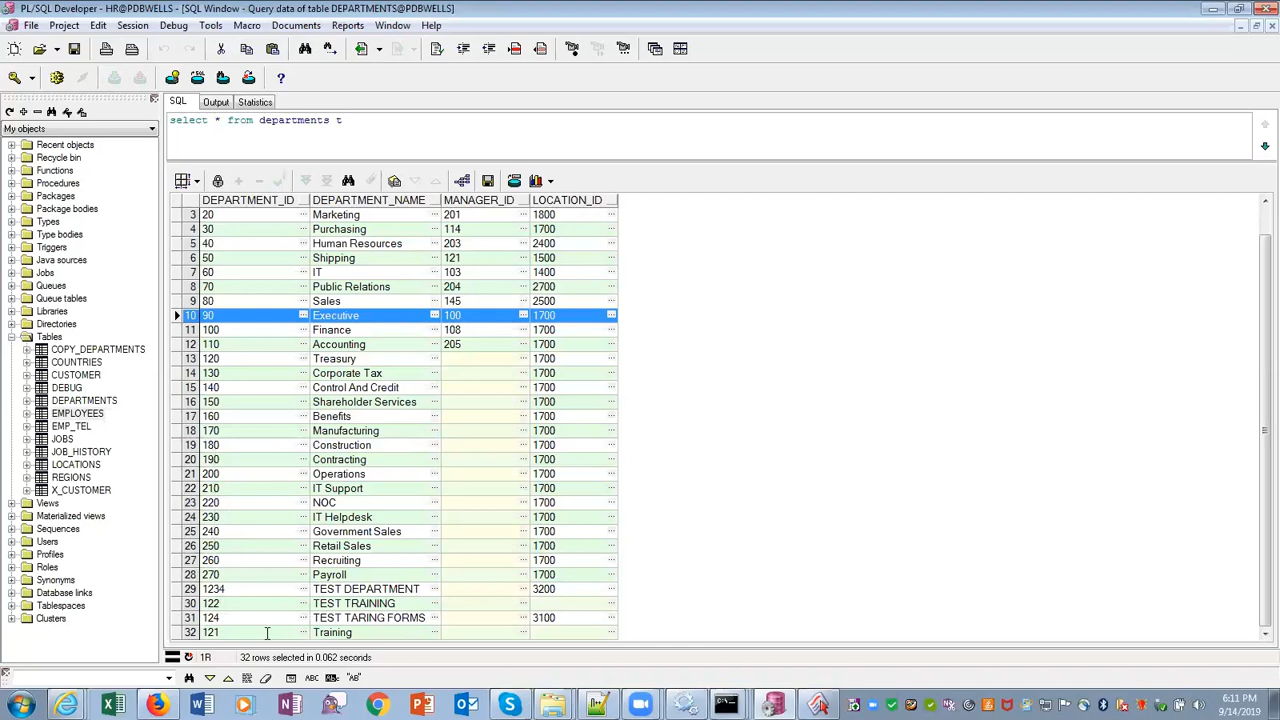 PL/SQL Developer - HR@PDBWELLS - [SQL Window - Query data of table DEPARTMENTS@PDBWELLS]
File Project Edit Session Debug Tools Macro Documents Reports Window Help
SQL Output Statistics
select * from departments t
My objects
Recent objects
Recycle bin
Functions
Procedures
Packages
Package bodies
Types
Type bodies
Triggers
Java sources
Jobs
Queues
Queue tables
Libraries
Directories
Tables
COPY_DEPARTMENTS
COUNTRIES
CUSTOMER
DEBUG
DEPARTMENTS
EMPLOYEES
EMP_TEL
JOBS
JOB_HISTORY
LOCATIONS
REGIONS
X_CUSTOMER
Views
Materialized views
Sequences
Users
Profiles
Roles
Synonyms
Database links
Tablespaces
Clusters
DEPARTMENT_ID DEPARTMENT_NAME MANAGER_ID LOCATION_ID
3 20 Marketing 201 1800
4 30 Purchasing 114 1700
5 40 Human Resources 203 2400
6 50 Shipping 121 1500
7 60 IT 103 1400
8 70 Public Relations 204 2700
9 80 Sales 145 2500
10 90 Executive 100 1700
11 100 Finance 108 1700
12 110 Accounting 205 1700
13 120 Treasury 1700
14 130 Corporate Tax 1700
15 140 Control And Credit 1700
16 150 Shareholder Services 1700
17 160 Benefits 1700
18 170 Manufacturing 1700
19 180 Construction 1700
20 190 Contracting 1700
21 200 Operations 1700
22 210 IT Support 1700
23 220 NOC 1700
24 230 IT Helpdesk 1700
25 240 Government Sales 1700
26 250 Retail Sales 1700
27 260 Recruiting 1700
28 270 Payroll 1700
29 1234 TEST DEPARTMENT 3200
30 122 TEST TRAINING
31 124 TEST TARING FORMS 3100
32 121 Training
1R 32 rows selected in 0.062 seconds
ABC "AB"
6:11 PM
9/14/2019